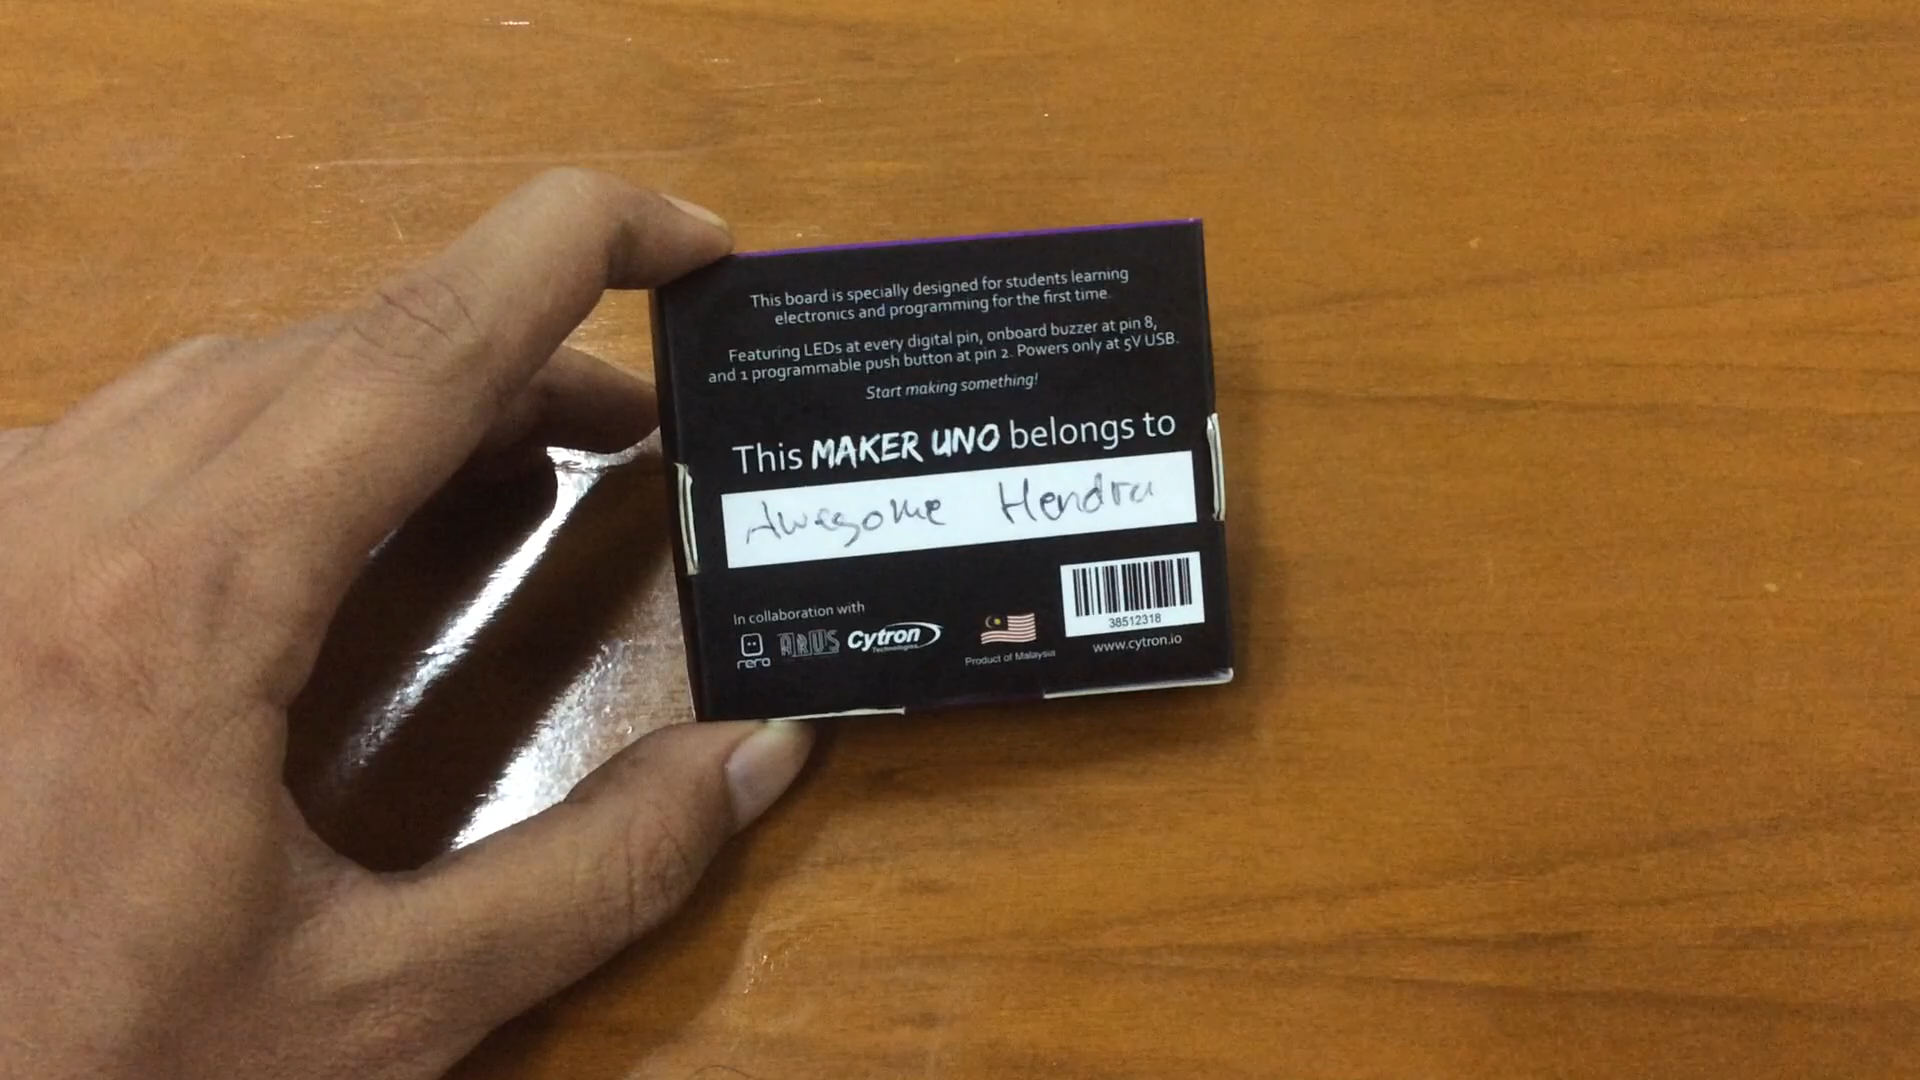 This board is specially designed for students learning
electronics and programming for the first time.
Featuring LEDs at every digital pin, onboard buzzer at pin 8,
and 1 programmable push button at pin 2. Powers only at 5V USB.
Start making something!
This MAKER UNO belongs to
Awesome Hendra
In collaboration with
rero ARUS Cytron Technologies
Product of Malaysia
38512318
www.cytron.io